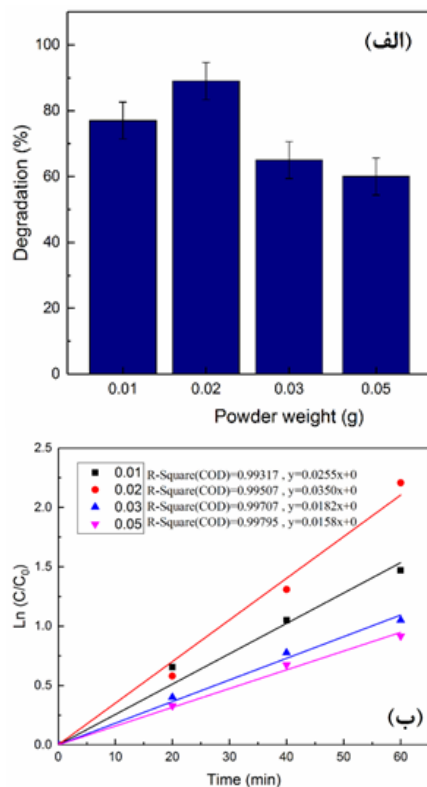 (الف)
100
80
60
40
20
0
Degradation (%)
0.01 0.02 0.03 0.05
Powder weight (g)
2.5
2.0
1.5
1.0
0.5
0.0
Ln (C/C₀)
0.01 R-Square(COD)=0.99317 , y=0.0255x+0
0.02 R-Square(COD)=0.99507 , y=0.0350x+0
0.03 R-Square(COD)=0.99707 , y=0.0182x+0
0.05 R-Square(COD)=0.99795 , y=0.0158x+0
(ب)
0 10 20 30 40 50 60
Time (min)